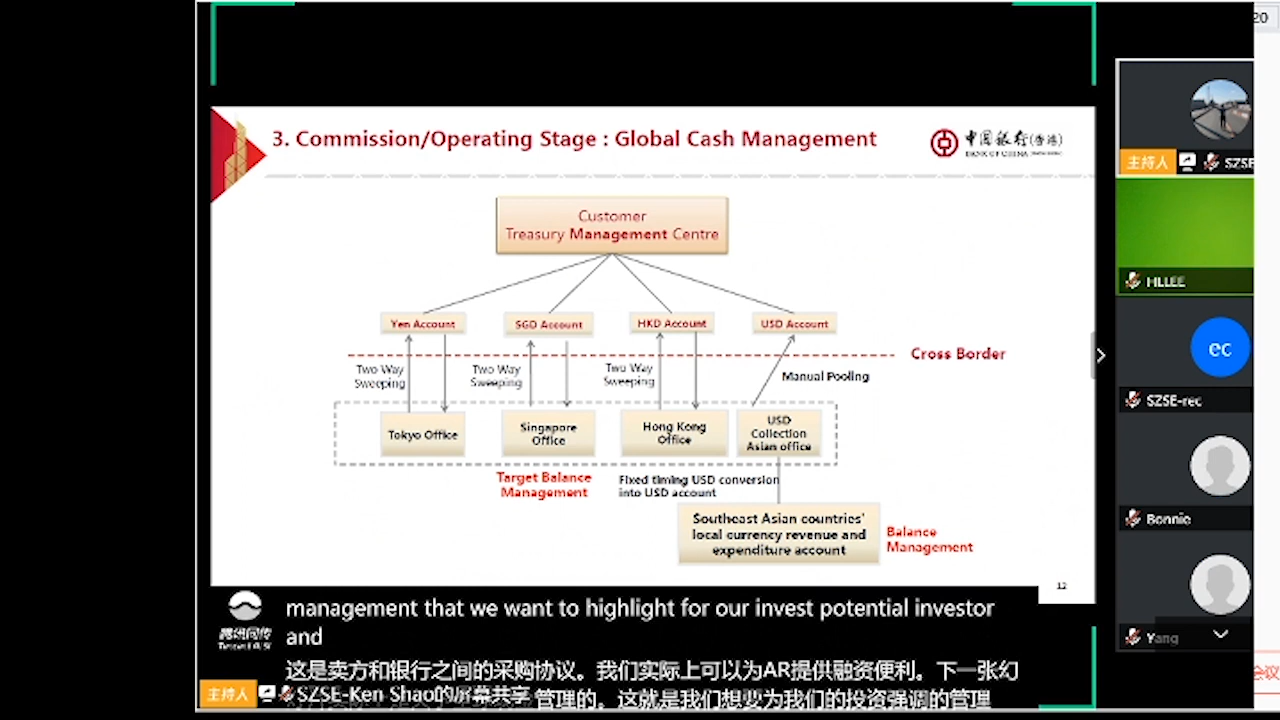 20
3. Commission/Operating Stage : Global Cash Management
中国银行(香港)
BANK OF CHINA
Customer
Treasury Management Centre
Yen Account
SGD Account
HKD Account
USD Account
Cross Border
Two Way
Sweeping
Two Way
Sweeping
Two Way
Sweeping
Manual Pooling
Tokyo Office
Singapore
Office
Hong Kong
Office
USD
Collection
Asian office
Target Balance
Management
Fixed timing USD conversion
into USD account
Southeast Asian countries'
local currency revenue and
expenditure account
Balance
Management
12
management that we want to highlight for our invest potential investor
and
腾讯同传
这是卖方和银行之间的采购协议。我们实际上可以为AR提供融资便利。下一张幻
管理的。这就是我们想要为我们的投资强调的管理
主持人
SZSE-Ken Shao的屏幕共享
主持人
SZSE
HLLEE
ec
SZSE-rec
Bonnie
Yang
会议